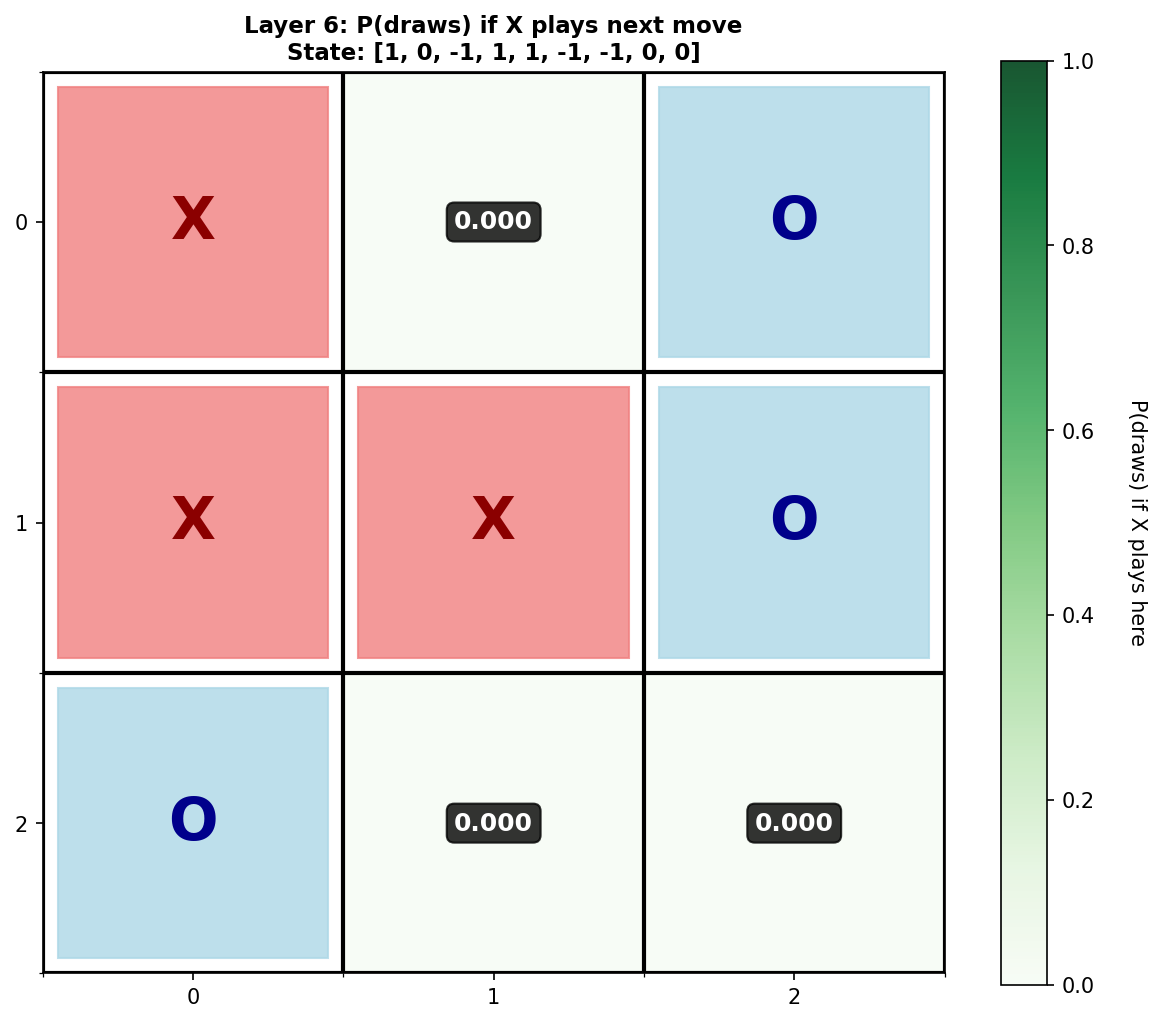 Layer 6: P(draws) if X plays next move
State: [1, 0, -1, 1, 1, -1, -1, 0, 0]
X
0.000
O
X
X
O
O
0.000
0.000
0
1
2
0
1
2
1.0
0.8
0.6
0.4
0.2
0.0
P(draws) if X plays here